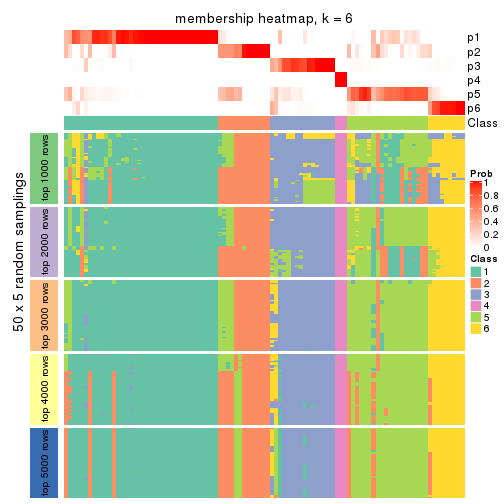 membership heatmap, k = 6
p1
p2
p3
p4
p5
p6
Class
50 x 5 random samplings
top 1000 rows
top 2000 rows
top 3000 rows
top 4000 rows
top 5000 rows
Prob
1
0.8
0.6
0.4
0.2
0
Class
1
2
3
4
5
6